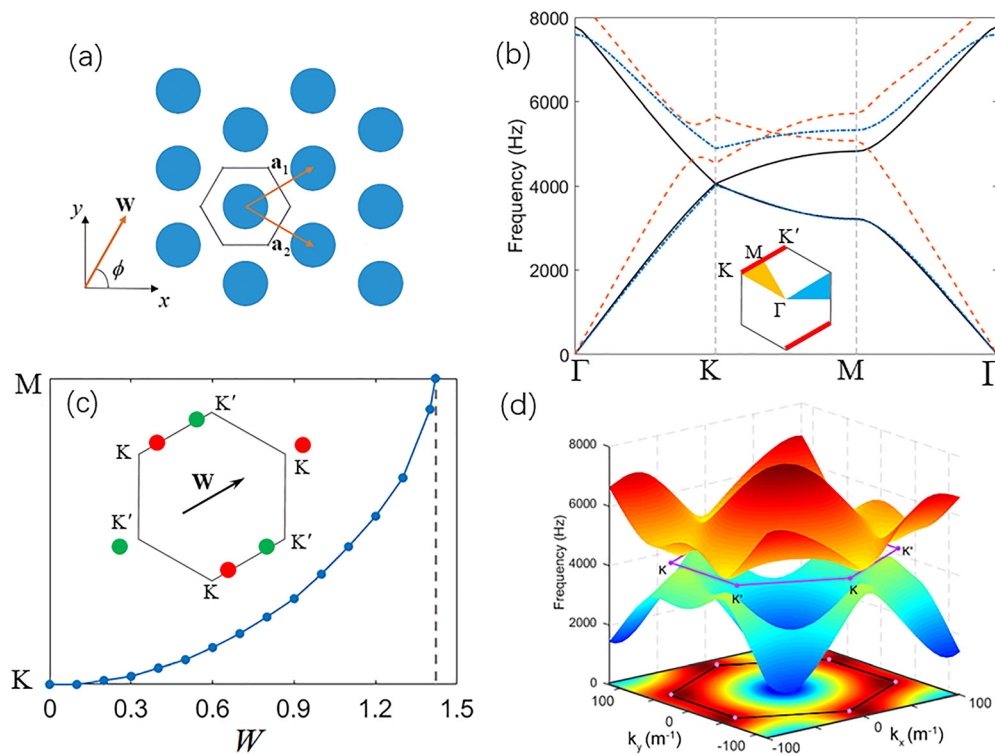 (a)
a₁
a₂
W
y
ϕ
x
(b)
Frequency (Hz)
8000
6000
4000
2000
0
K′
M
K
Γ
Γ K M Γ
(c)
M
K
K′
K
K
W
K′
K′
K
0 0.3 0.6 0.9 1.2 1.5
W
(d)
Frequency (Hz)
8000
6000
4000
2000
0
K
K'
K
K'
100
0
-100
k_y (m⁻¹)
-100
0
100
k_x (m⁻¹)